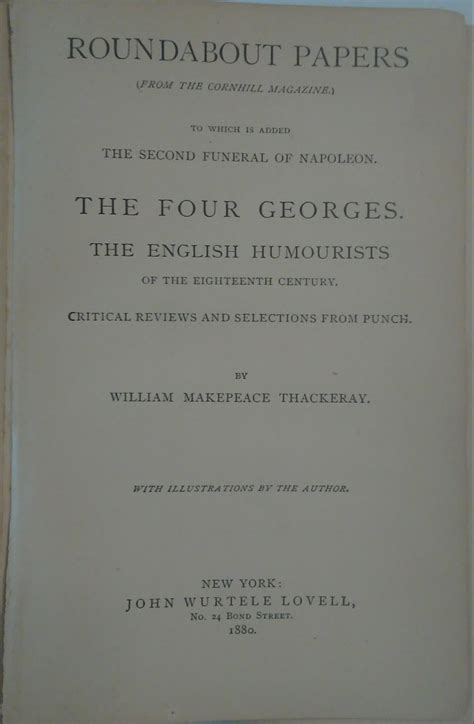 ROUNDABOUT PAPERS
(FROM THE CORNHILL MAGAZINE.)
TO WHICH IS ADDED
THE SECOND FUNERAL OF NAPOLEON.
THE FOUR GEORGES.
THE ENGLISH HUMOURISTS
OF THE EIGHTEENTH CENTURY.
CRITICAL REVIEWS AND SELECTIONS FROM PUNCH.
BY
WILLIAM MAKEPEACE THACKERAY.
WITH ILLUSTRATIONS BY THE AUTHOR.
NEW YORK:
JOHN WURTELE LOVELL,
No. 24 Bond Street.
1880.